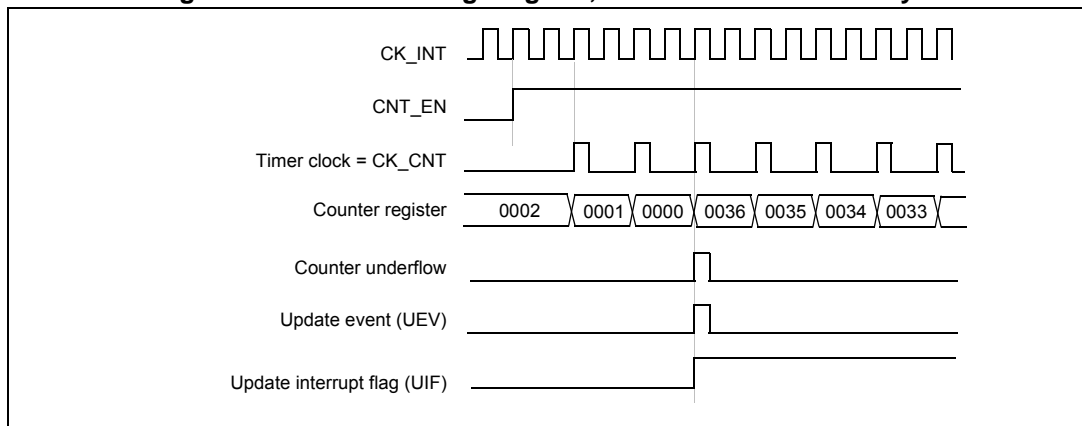 CK_INT
CNT_EN
Timer clock = CK_CNT
Counter register 0002 0001 0000 0036 0035 0034 0033
Counter underflow
Update event (UEV)
Update interrupt flag (UIF)